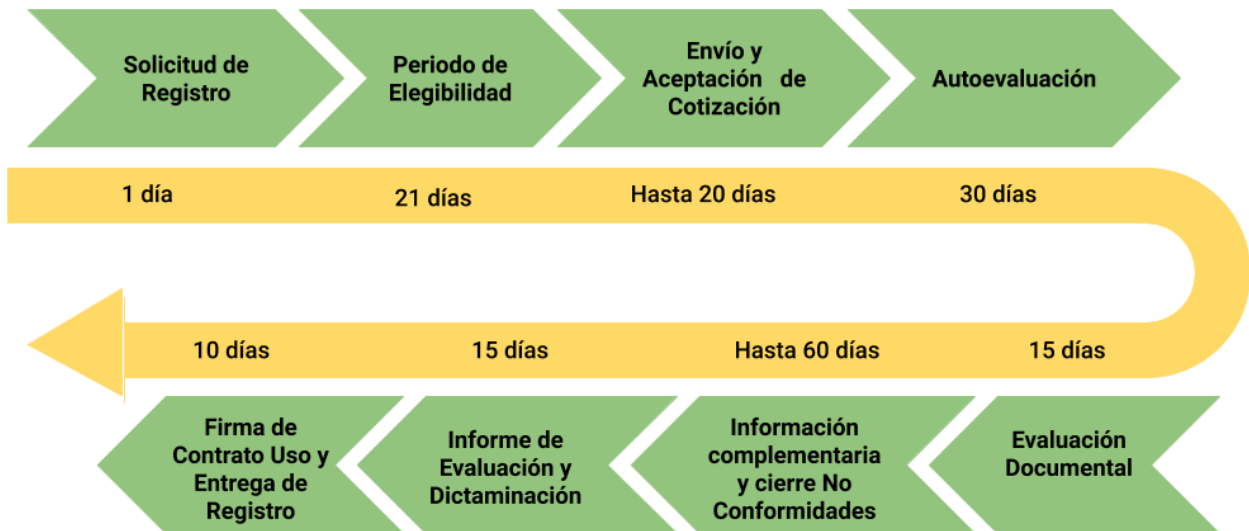 Solicitud de
Registro
Periodo de
Elegibilidad
Envío y
Aceptación de
Cotización
Autoevaluación
1 día
21 días
Hasta 20 días
30 días
10 días
15 días
Hasta 60 días
15 días
Firma de
Contrato Uso y
Entrega de
Registro
Informe de
Evaluación y
Dictaminación
Información
complementaria
y cierre No
Conformidades
Evaluación
Documental